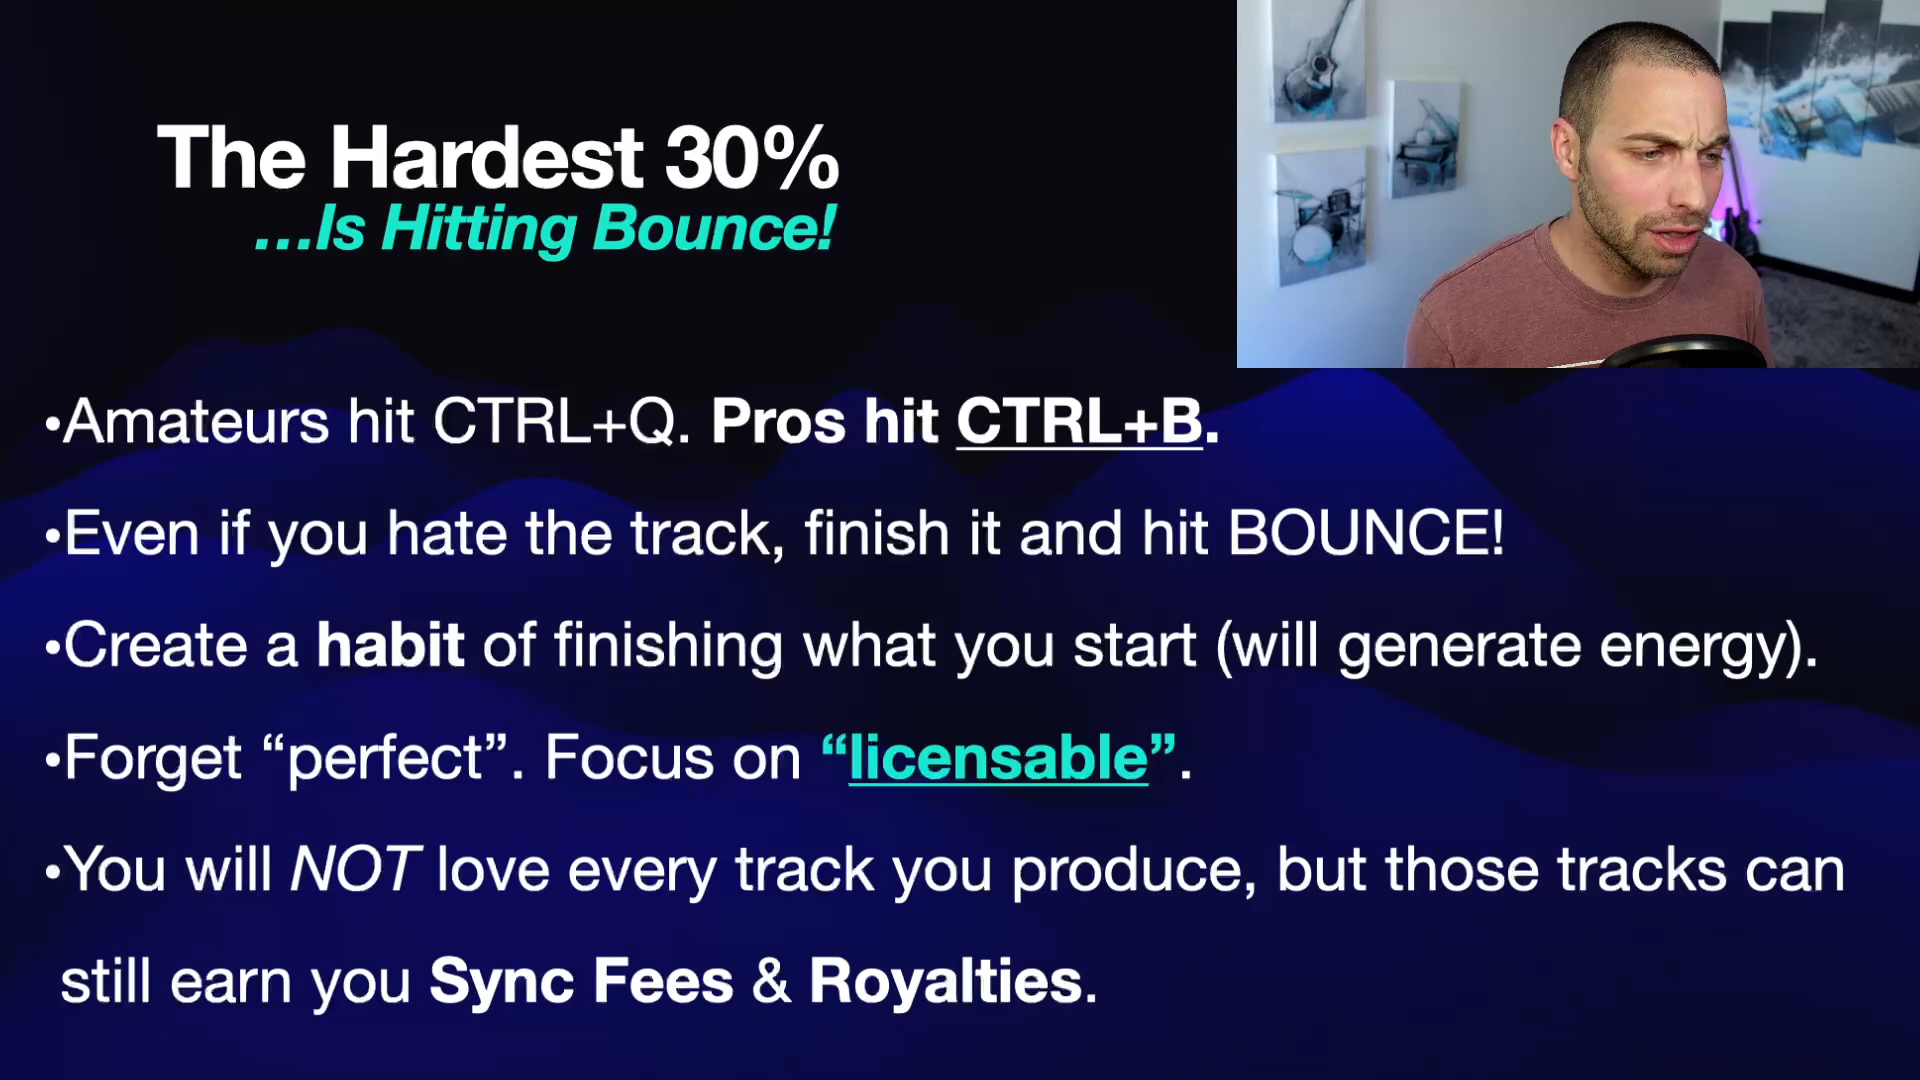 The Hardest 30%
...Is Hitting Bounce!
•Amateurs hit CTRL+Q. Pros hit CTRL+B.
•Even if you hate the track, finish it and hit BOUNCE!
•Create a habit of finishing what you start (will generate energy).
•Forget “perfect”. Focus on “licensable”.
•You will NOT love every track you produce, but those tracks can
still earn you Sync Fees & Royalties.